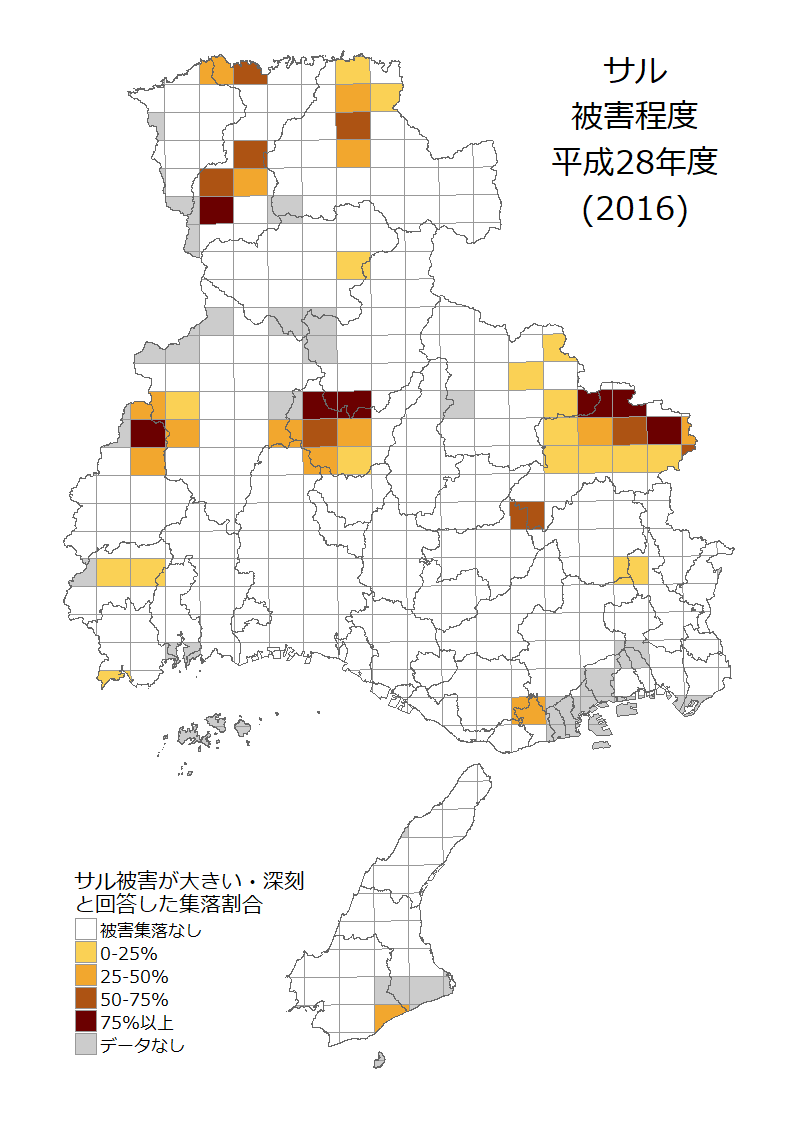 サル
被害程度
平成28年度
(2016)
サル被害が大きい・深刻
と回答した集落割合
被害集落なし
0-25%
25-50%
50-75%
75%以上
データなし